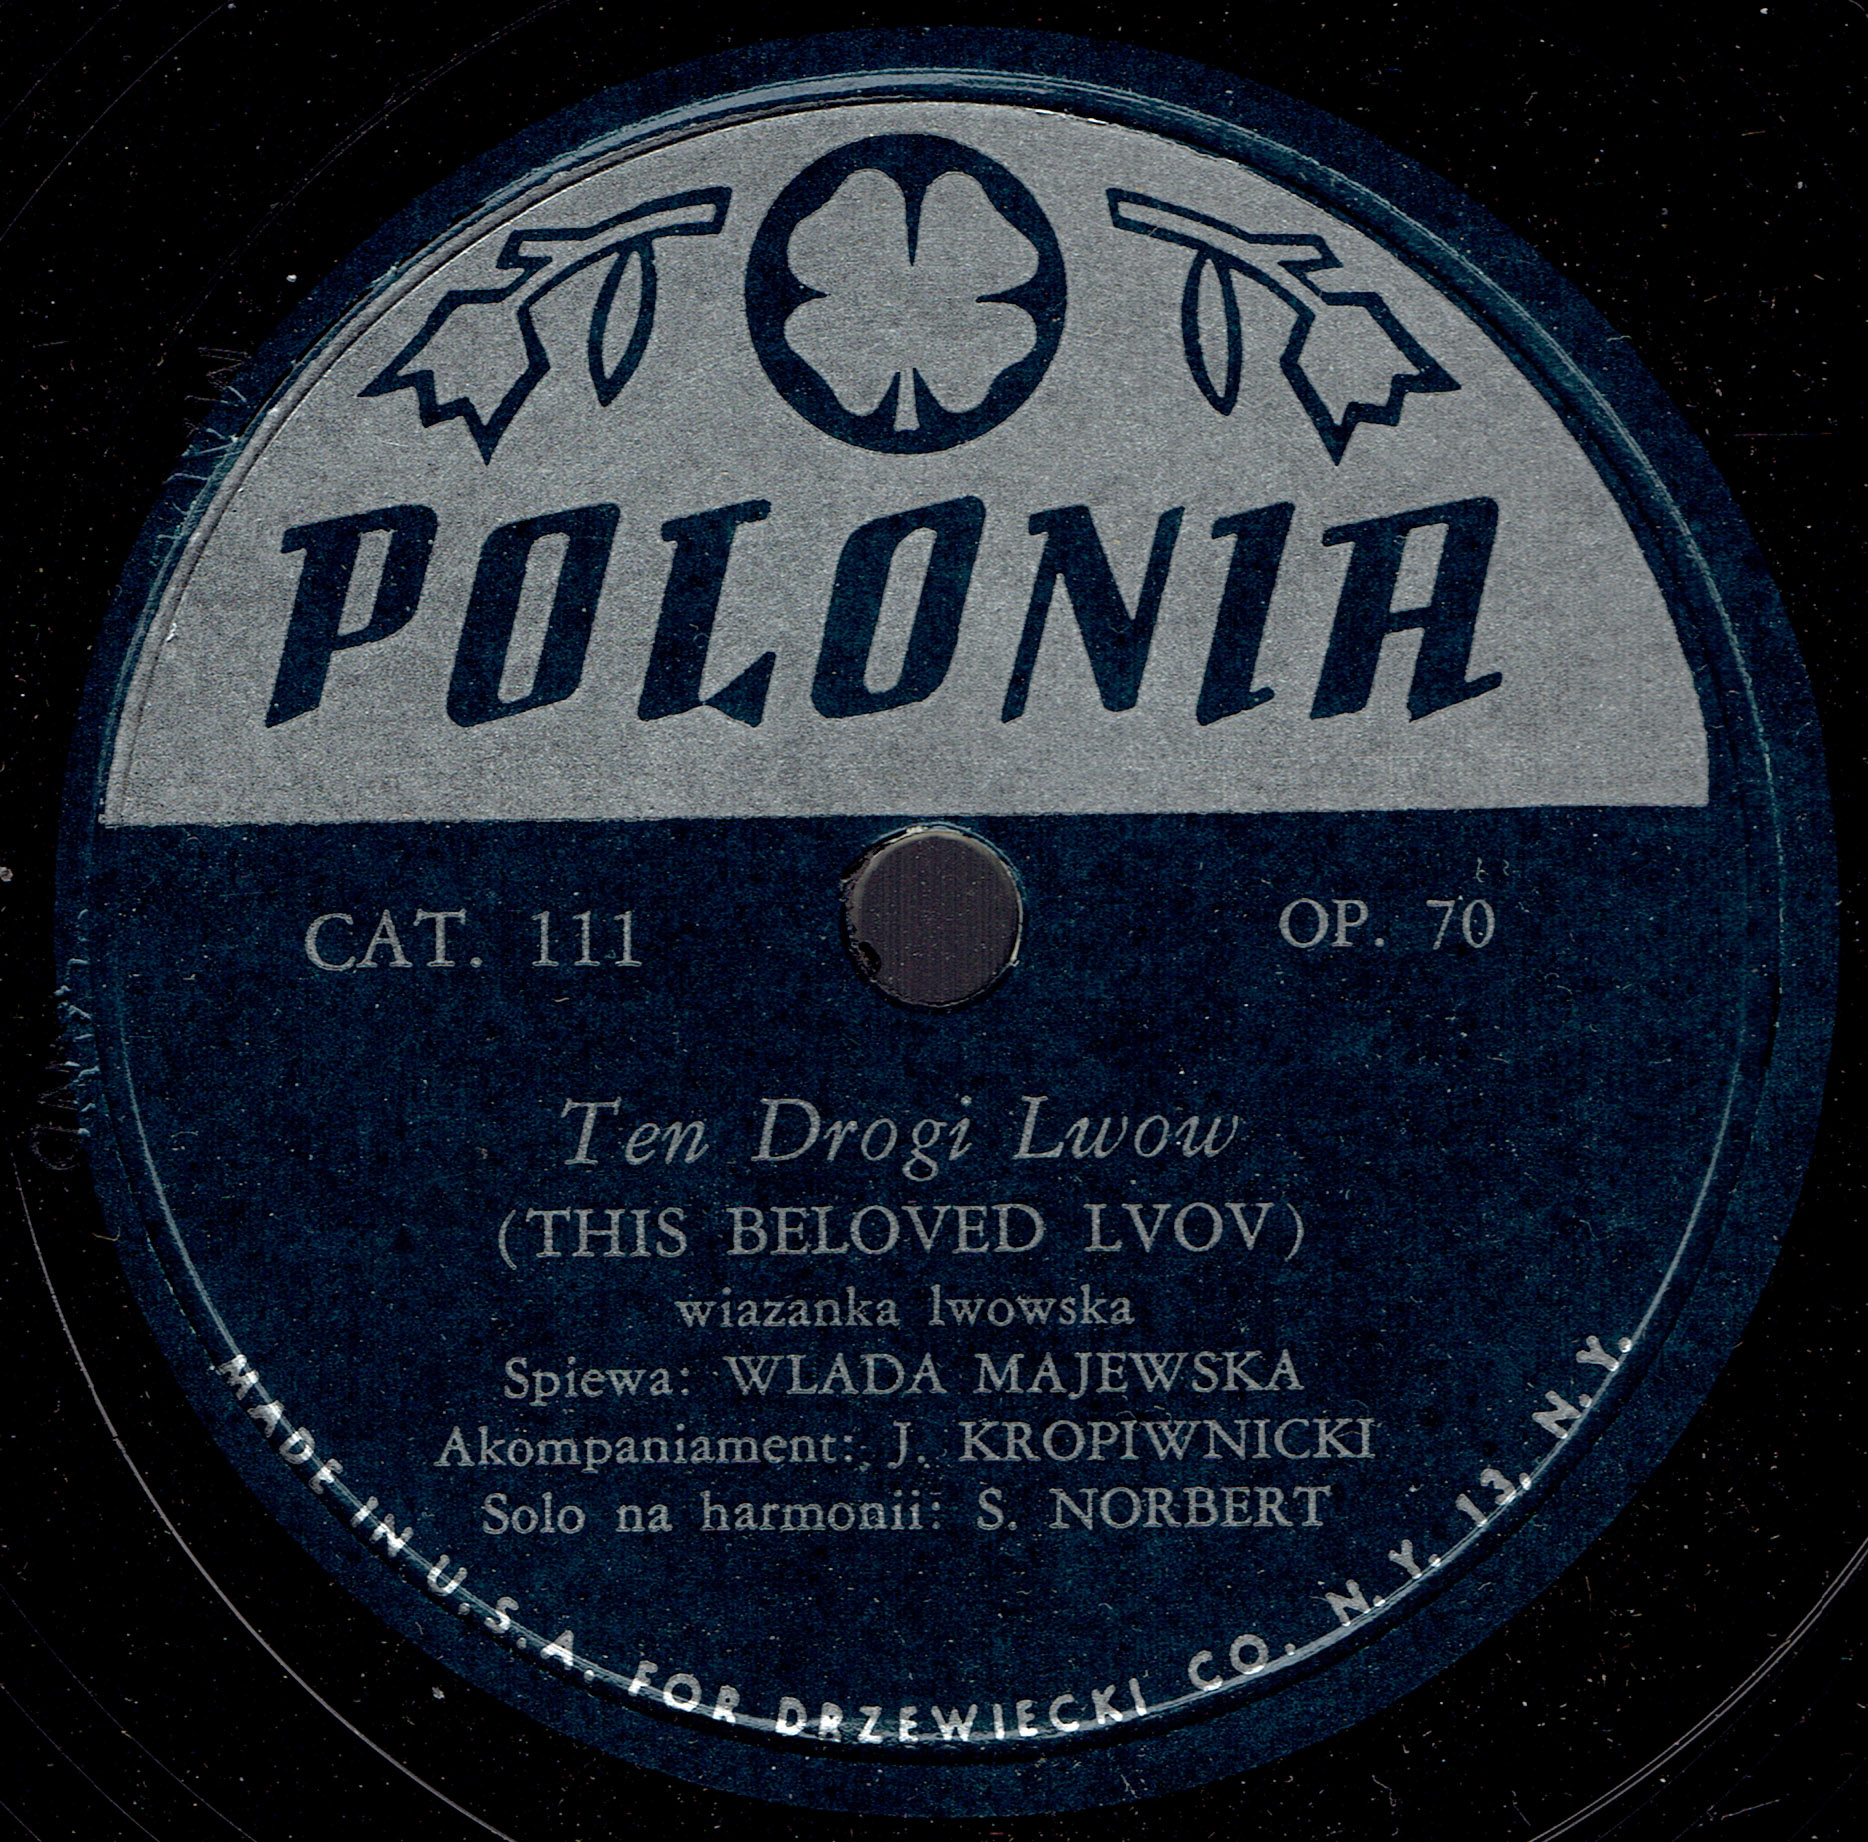 POLONIA
CAT. 111
OP. 70
Ten Drogi Lwow
(THIS BELOVED LVOV)
wiazanka lwowska
Spiewa: WLADA MAJEWSKA
Akompaniament: J. KROPIWNICKI
Solo na harmonii: S. NORBERT
MADE IN U.S.A. FOR DRZEWIECKI CO. N.Y. 13, N.Y.